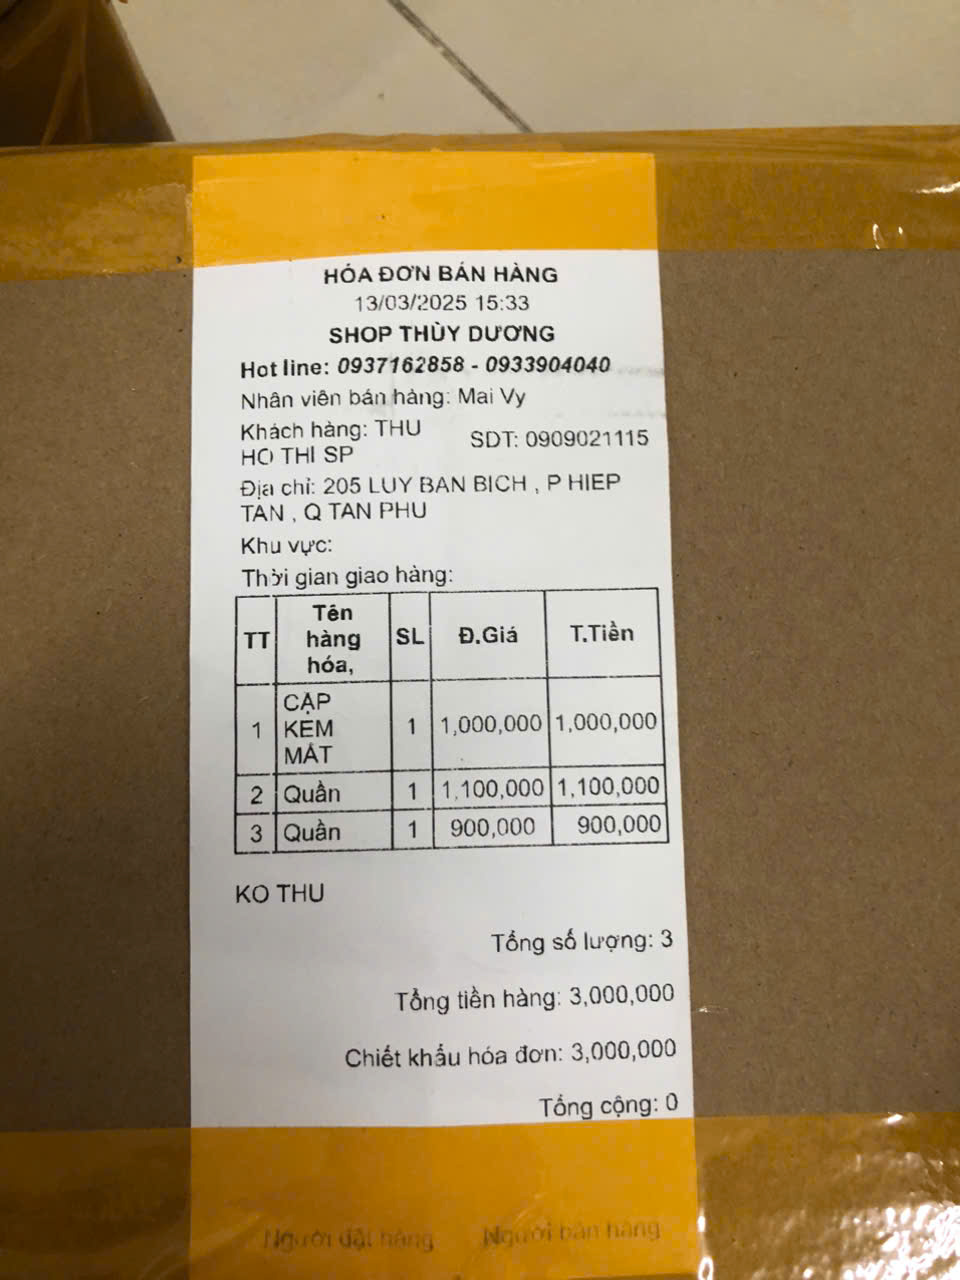 HÓA ĐƠN BÁN HÀNG
13/03/2025 15:33
SHOP THÙY DƯƠNG
Hot line: 0937162858 - 0933904040
Nhân viên bán hàng: Mai Vy
Khách hàng: THU HO THI SP SDT: 0909021115
Địa chỉ: 205 LUY BAN BICH , P HIEP
TAN , Q TAN PHU
Khu vực:
Thời gian giao hàng:
TT Tên hàng hóa, SL Đ.Giá T.Tiền
1 CẶP KEM MẮT 1 1,000,000 1,000,000
2 Quần 1 1,100,000 1,100,000
3 Quần 1 900,000 900,000
KO THU
Tổng số lượng: 3
Tổng tiền hàng: 3,000,000
Chiết khấu hóa đơn: 3,000,000
Tổng cộng: 0
Người đặt hàng Người bán hàng